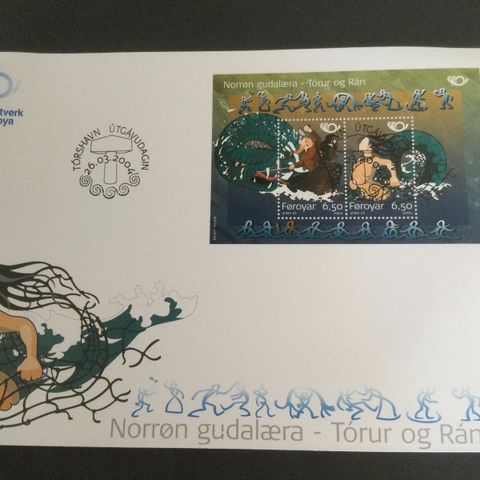 Norrøn gudalæra - Tórur og Rán
Føroyar 6,50
Føroyar 6,50
TÓRSHAVN ÚTGÁVUDAGIN
26.03.2004
Norrøn gudalæra - Tórur og Rán